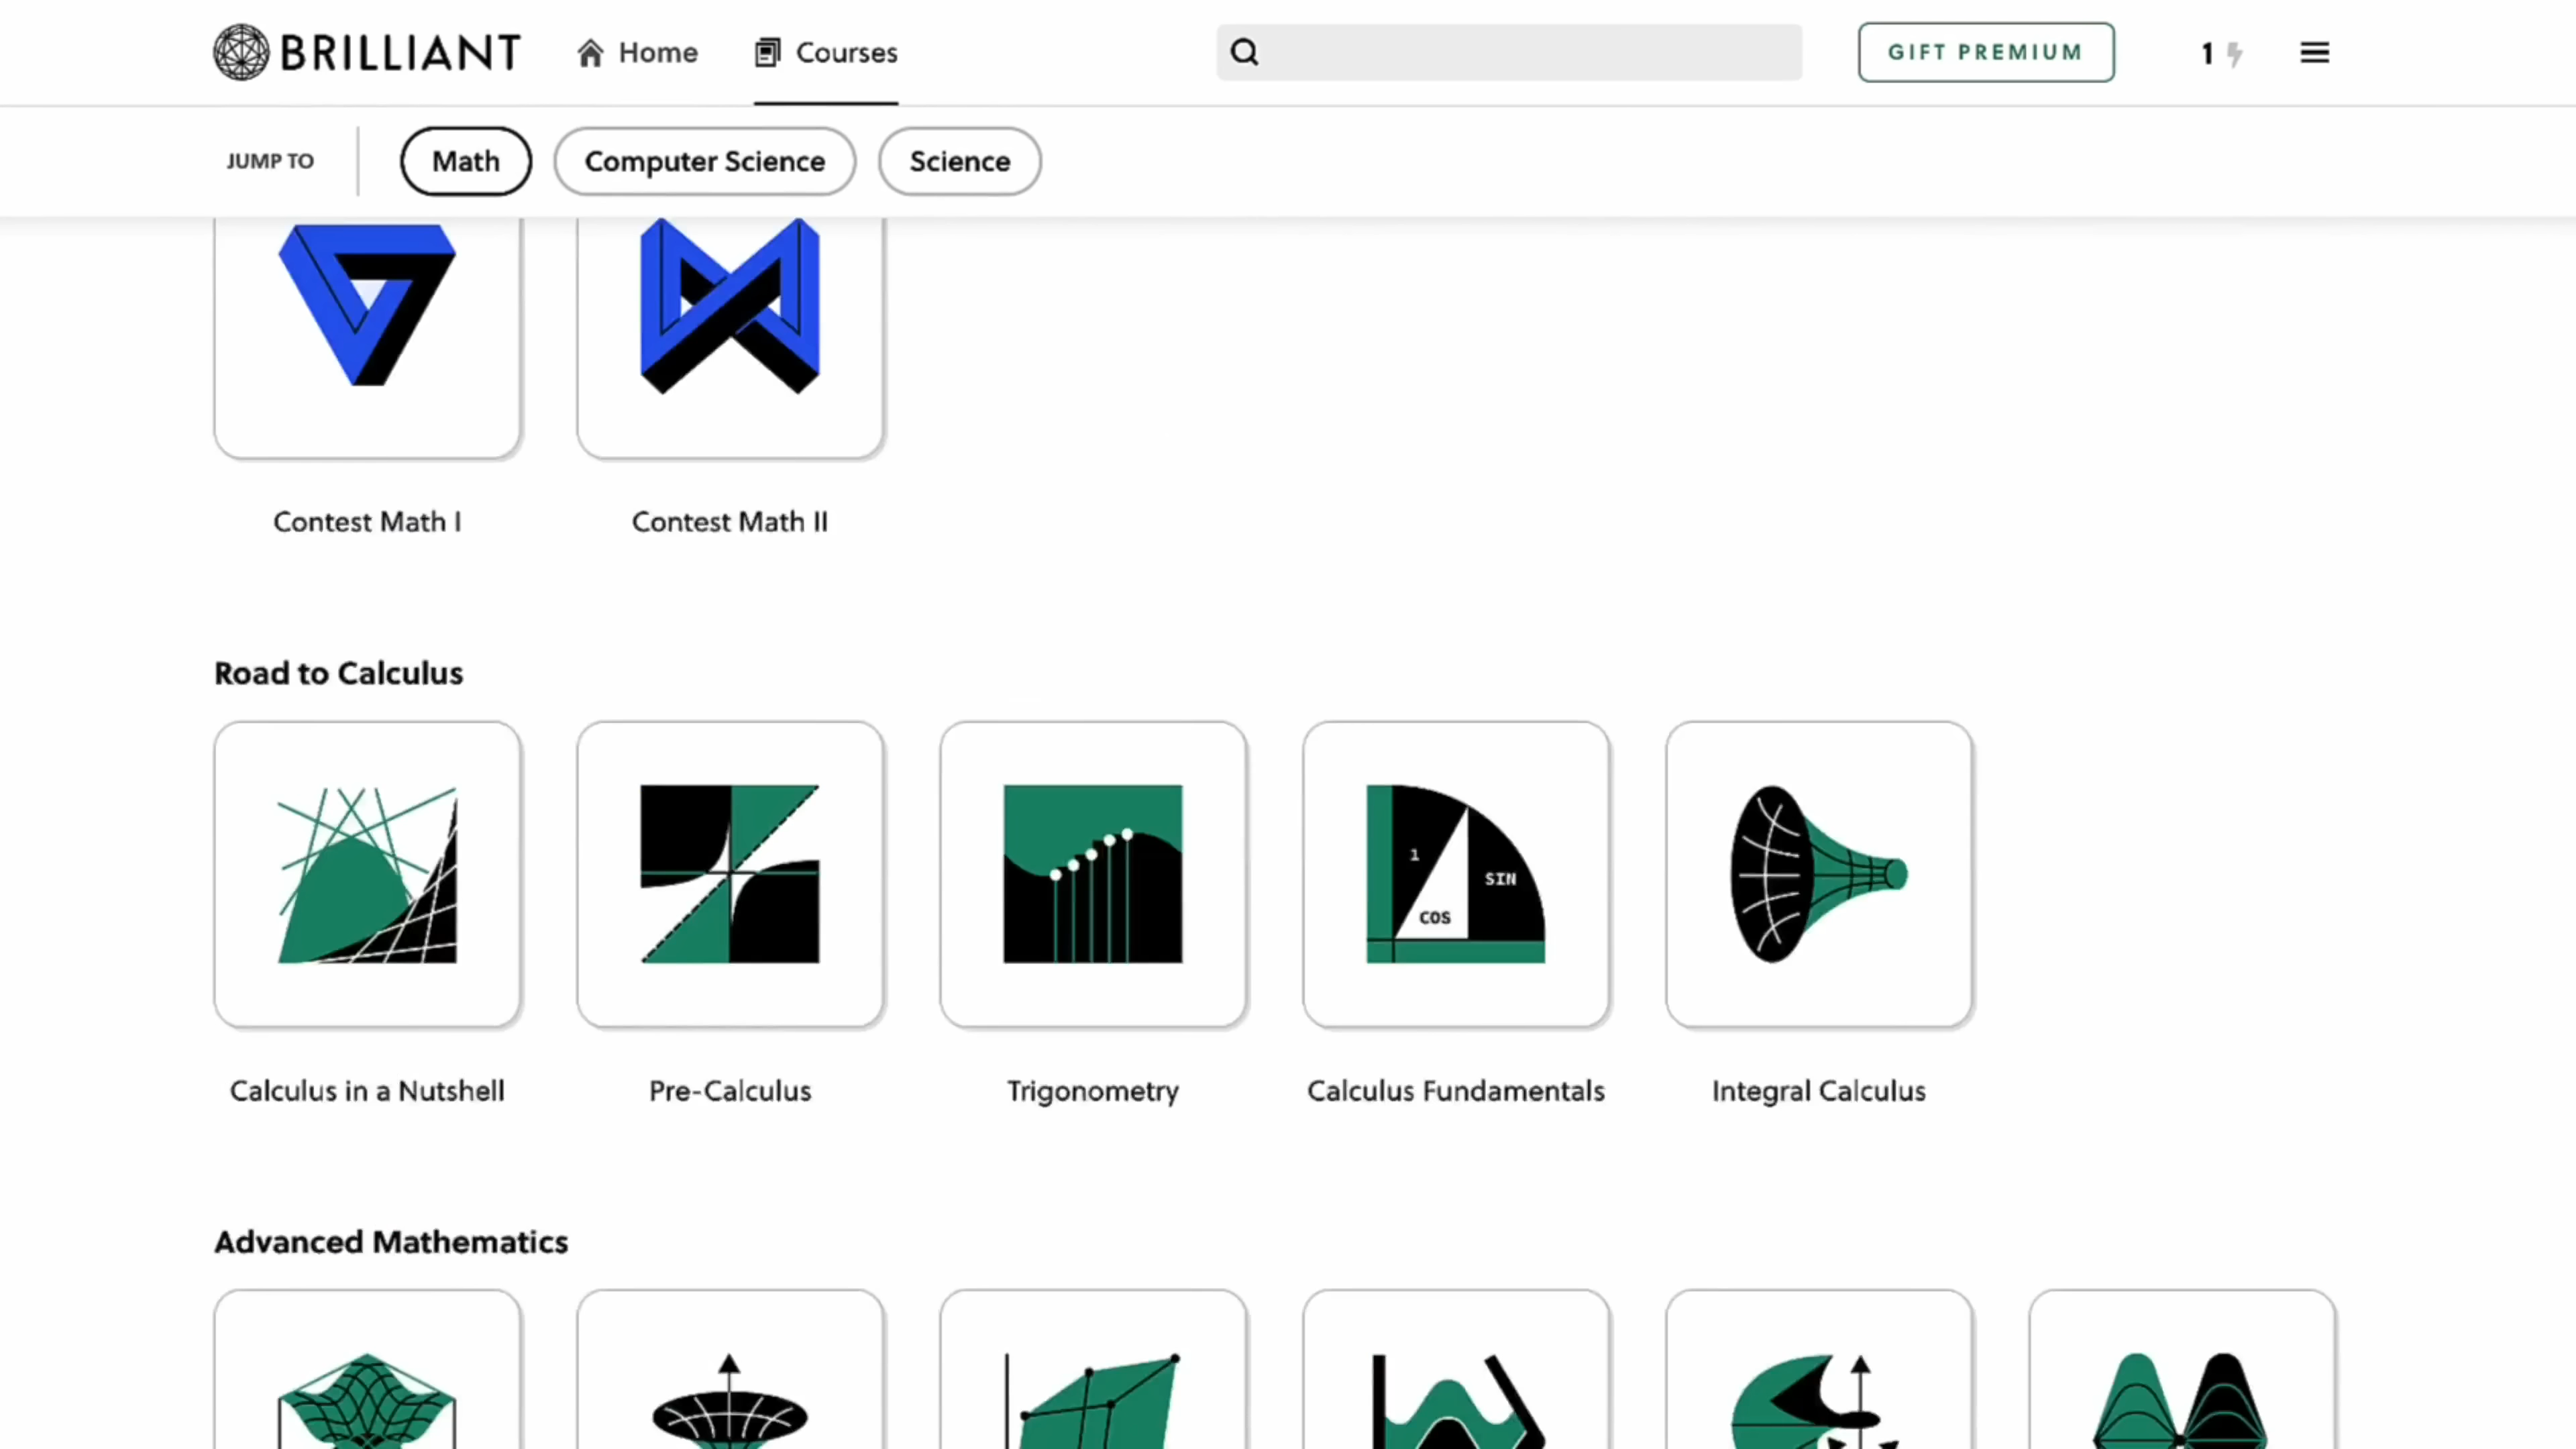 BRILLIANT Home Courses GIFT PREMIUM 1
JUMP TO Math Computer Science Science
Contest Math I Contest Math II
Road to Calculus
1
SIN
COS
Calculus in a Nutshell Pre-Calculus Trigonometry Calculus Fundamentals Integral Calculus
Advanced Mathematics